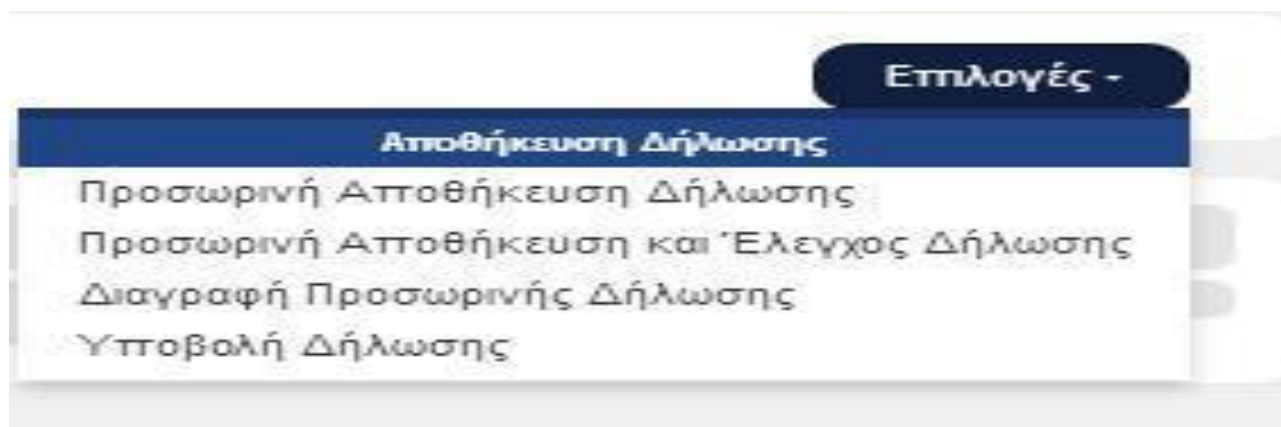 Επιλογές -
Αποθήκευση Δήλωσης
Προσωρινή Αποθήκευση Δήλωσης
Προσωρινή Αποθήκευση και Έλεγχος Δήλωσης
Διαγραφή Προσωρινής Δήλωσης
Υποβολή Δήλωσης